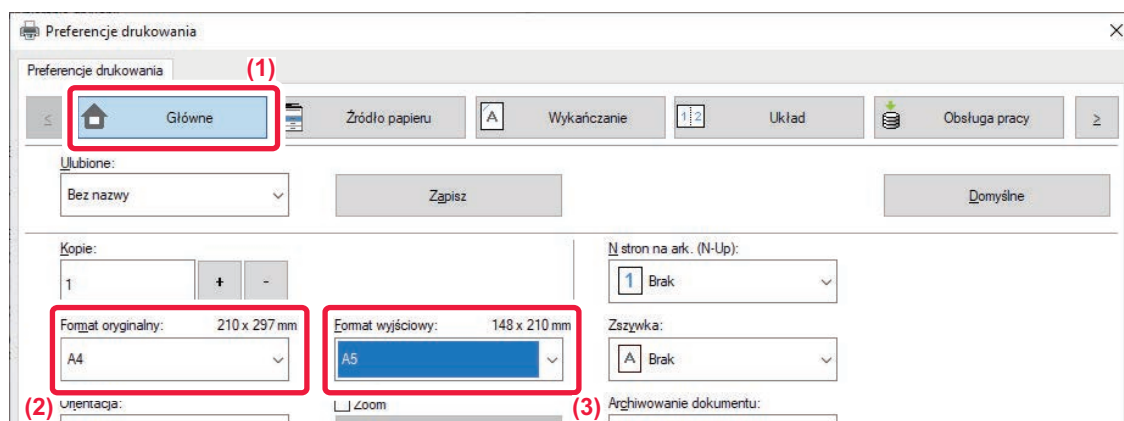 Preferencje drukowania
Preferencje drukowania
(1)
< Główne Źródło papieru Wykańczanie Układ Obsługa pracy >
Ulubione:
Bez nazwy Zapisz Domyślne
Kopie: N stron na ark. (N-Up):
1 + - 1 Brak
Format oryginalny: 210 x 297 mm Format wyjściowy: 148 x 210 mm Zszywka:
A4 A5 A Brak
(2) Orientacja: Zoom (3) Archiwowanie dokumentu: